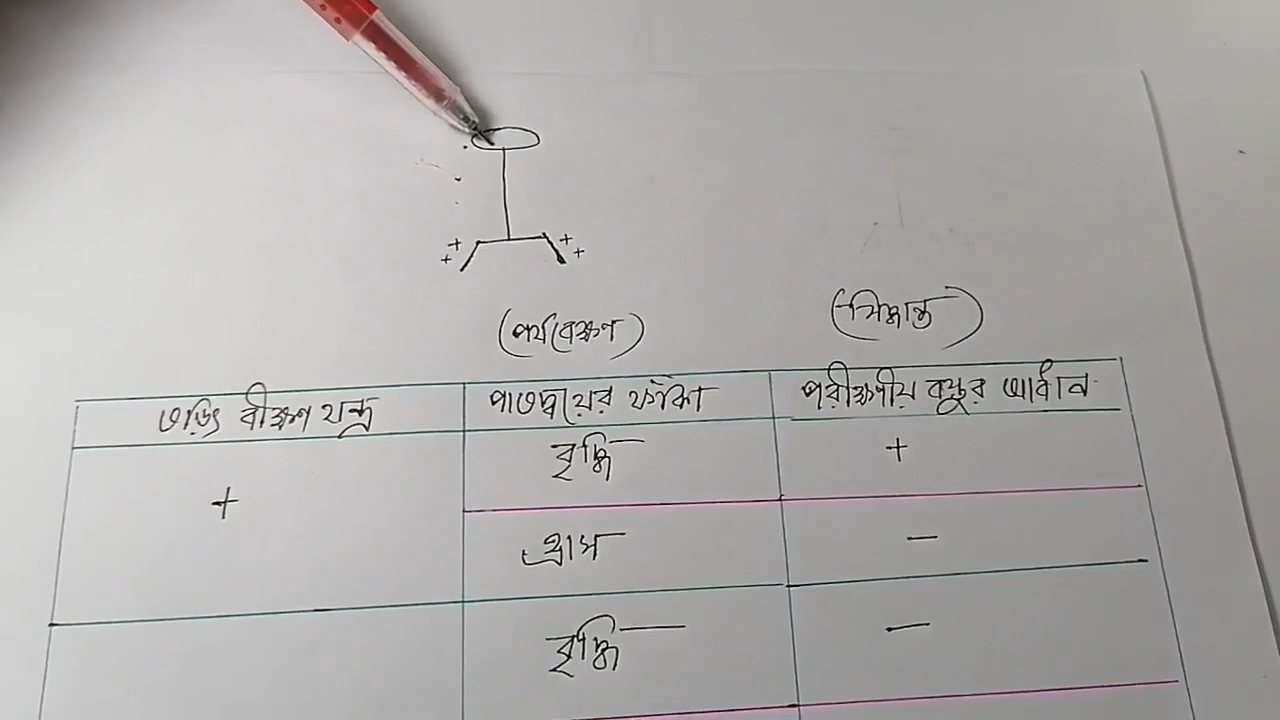 + +
+ +
(পর্যবেক্ষণ) (সিদ্ধান্ত)
তড়িৎ বীক্ষণ যন্ত্র পাতদ্বয়ের ফাঁকা পরীক্ষণীয় বস্তুর আধান
+ বৃদ্ধি +
হ্রাস −
বৃদ্ধি −